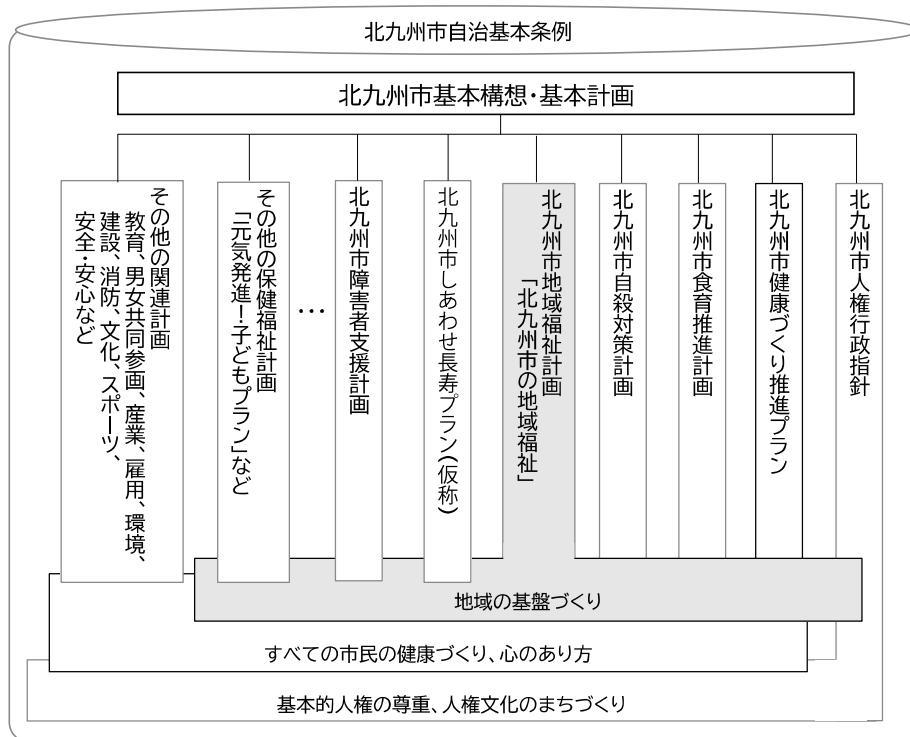 北九州市自治基本条例
北九州市基本構想・基本計画
北九州市人権行政指針
北九州市健康づくり推進プラン
北九州市食育推進計画
北九州市自殺対策計画
北九州市地域福祉計画
「北九州市の地域福祉」
北九州市しあわせ長寿プラン(仮称)
北九州市障害者支援計画
…
その他の保健福祉計画
「元気発進!子どもプラン」など
その他の関連計画
教育、男女共同参画、産業、雇用、環境、
建設、消防、文化、スポーツ、
安全・安心など
地域の基盤づくり
すべての市民の健康づくり、心のあり方
基本的人権の尊重、人権文化のまちづくり